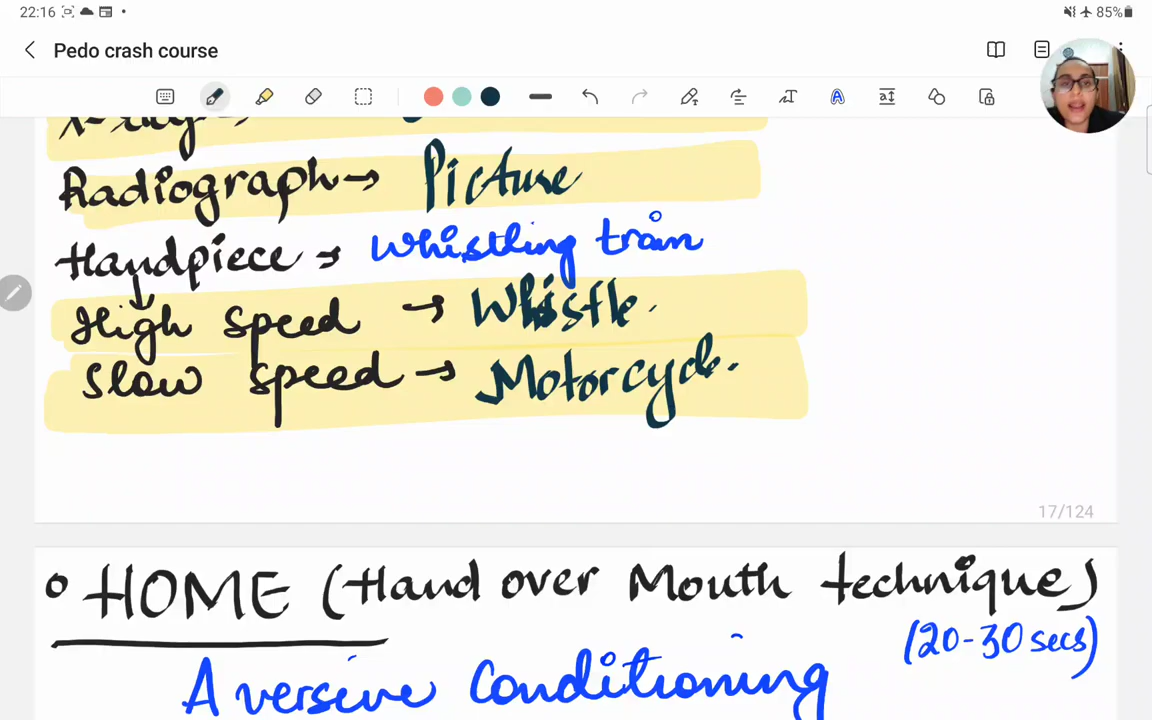 22:16
85%
Pedo crash course
X-ray
Radiograph → Picture
Handpiece → Whistling train
High speed → Whistle.
Slow speed → Motorcycle.
17/124
HOME (Hand over Mouth technique)
(20-30 secs)
Aversive Conditioning